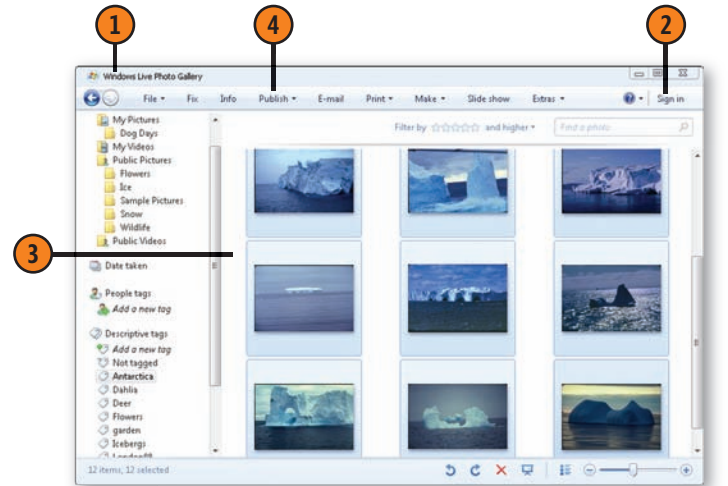 1
4
2
Windows Live Photo Gallery
File Fix Info Publish E-mail Print Make Slide show Extras Sign in
My Pictures
Dog Days
My Videos
Public Pictures
Flowers
Ice
Sample Pictures
Snow
Wildlife
Public Videos
Filter by and higher
Find a photo
3
Date taken
People tags
Add a new tag
Descriptive tags
Add a new tag
Not tagged
Antarctica
Dahlia
Deer
Flowers
garden
Icebergs
12 items, 12 selected